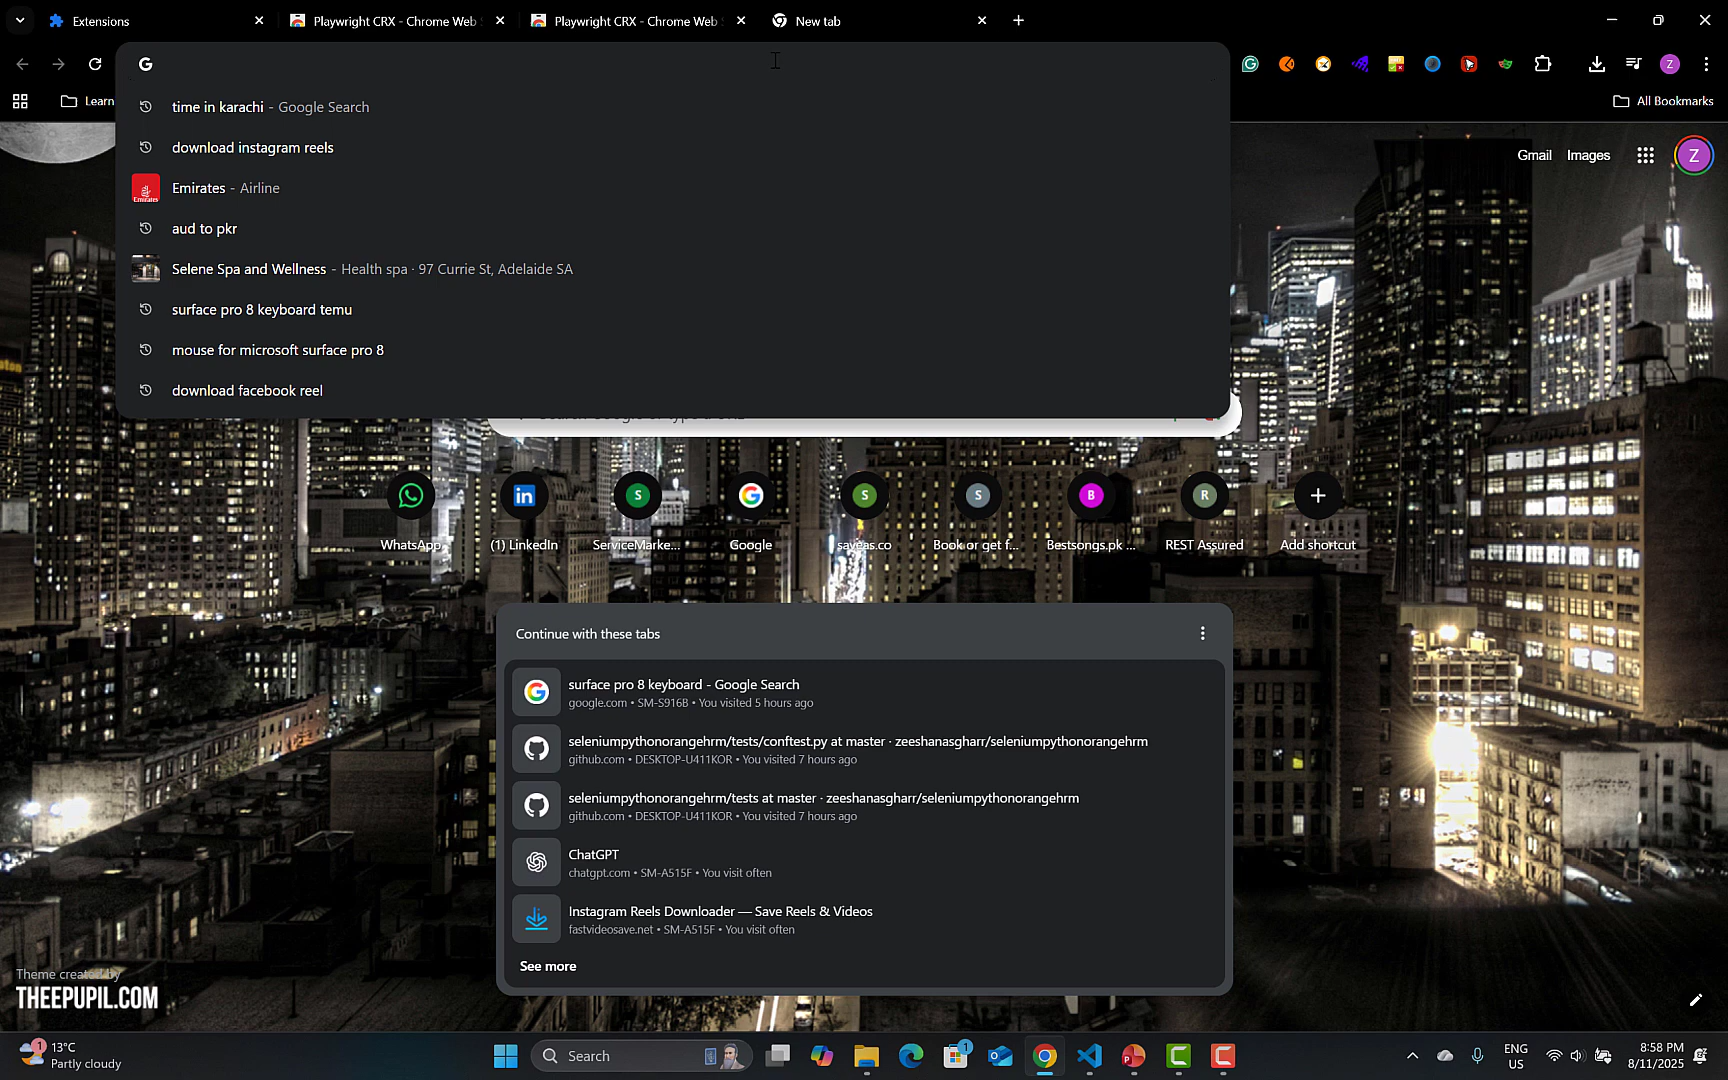 Extensions
Playwright CRX - Chrome Web
Playwright CRX - Chrome Web
New tab
Learn
All Bookmarks
time in karachi - Google Search
download instagram reels
Emirates - Airline
aud to pkr
Selene Spa and Wellness - Health spa · 97 Currie St, Adelaide SA
surface pro 8 keyboard temu
mouse for microsoft surface pro 8
download facebook reel
Gmail Images
Z
WhatsApp
(1) LinkedIn
ServiceMarke...
Google
saveas.co
Book or get f...
Bestsongs.pk ...
REST Assured
Add shortcut
Continue with these tabs
surface pro 8 keyboard - Google Search
google.com • SM-S916B • You visited 5 hours ago
seleniumpythonorangehrm/tests/conftest.py at master · zeeshanasgharr/seleniumpythonorangehrm
github.com • DESKTOP-U411KOR • You visited 7 hours ago
seleniumpythonorangehrm/tests at master · zeeshanasgharr/seleniumpythonorangehrm
github.com • DESKTOP-U411KOR • You visited 7 hours ago
ChatGPT
chatgpt.com • SM-A515F • You visit often
Instagram Reels Downloader — Save Reels & Videos
fastvideosave.net • SM-A515F • You visit often
See more
Theme created by
THEEPUPIL.COM
1
13°C
Partly cloudy
Search
1
ENG
US
8:58 PM
8/11/2025